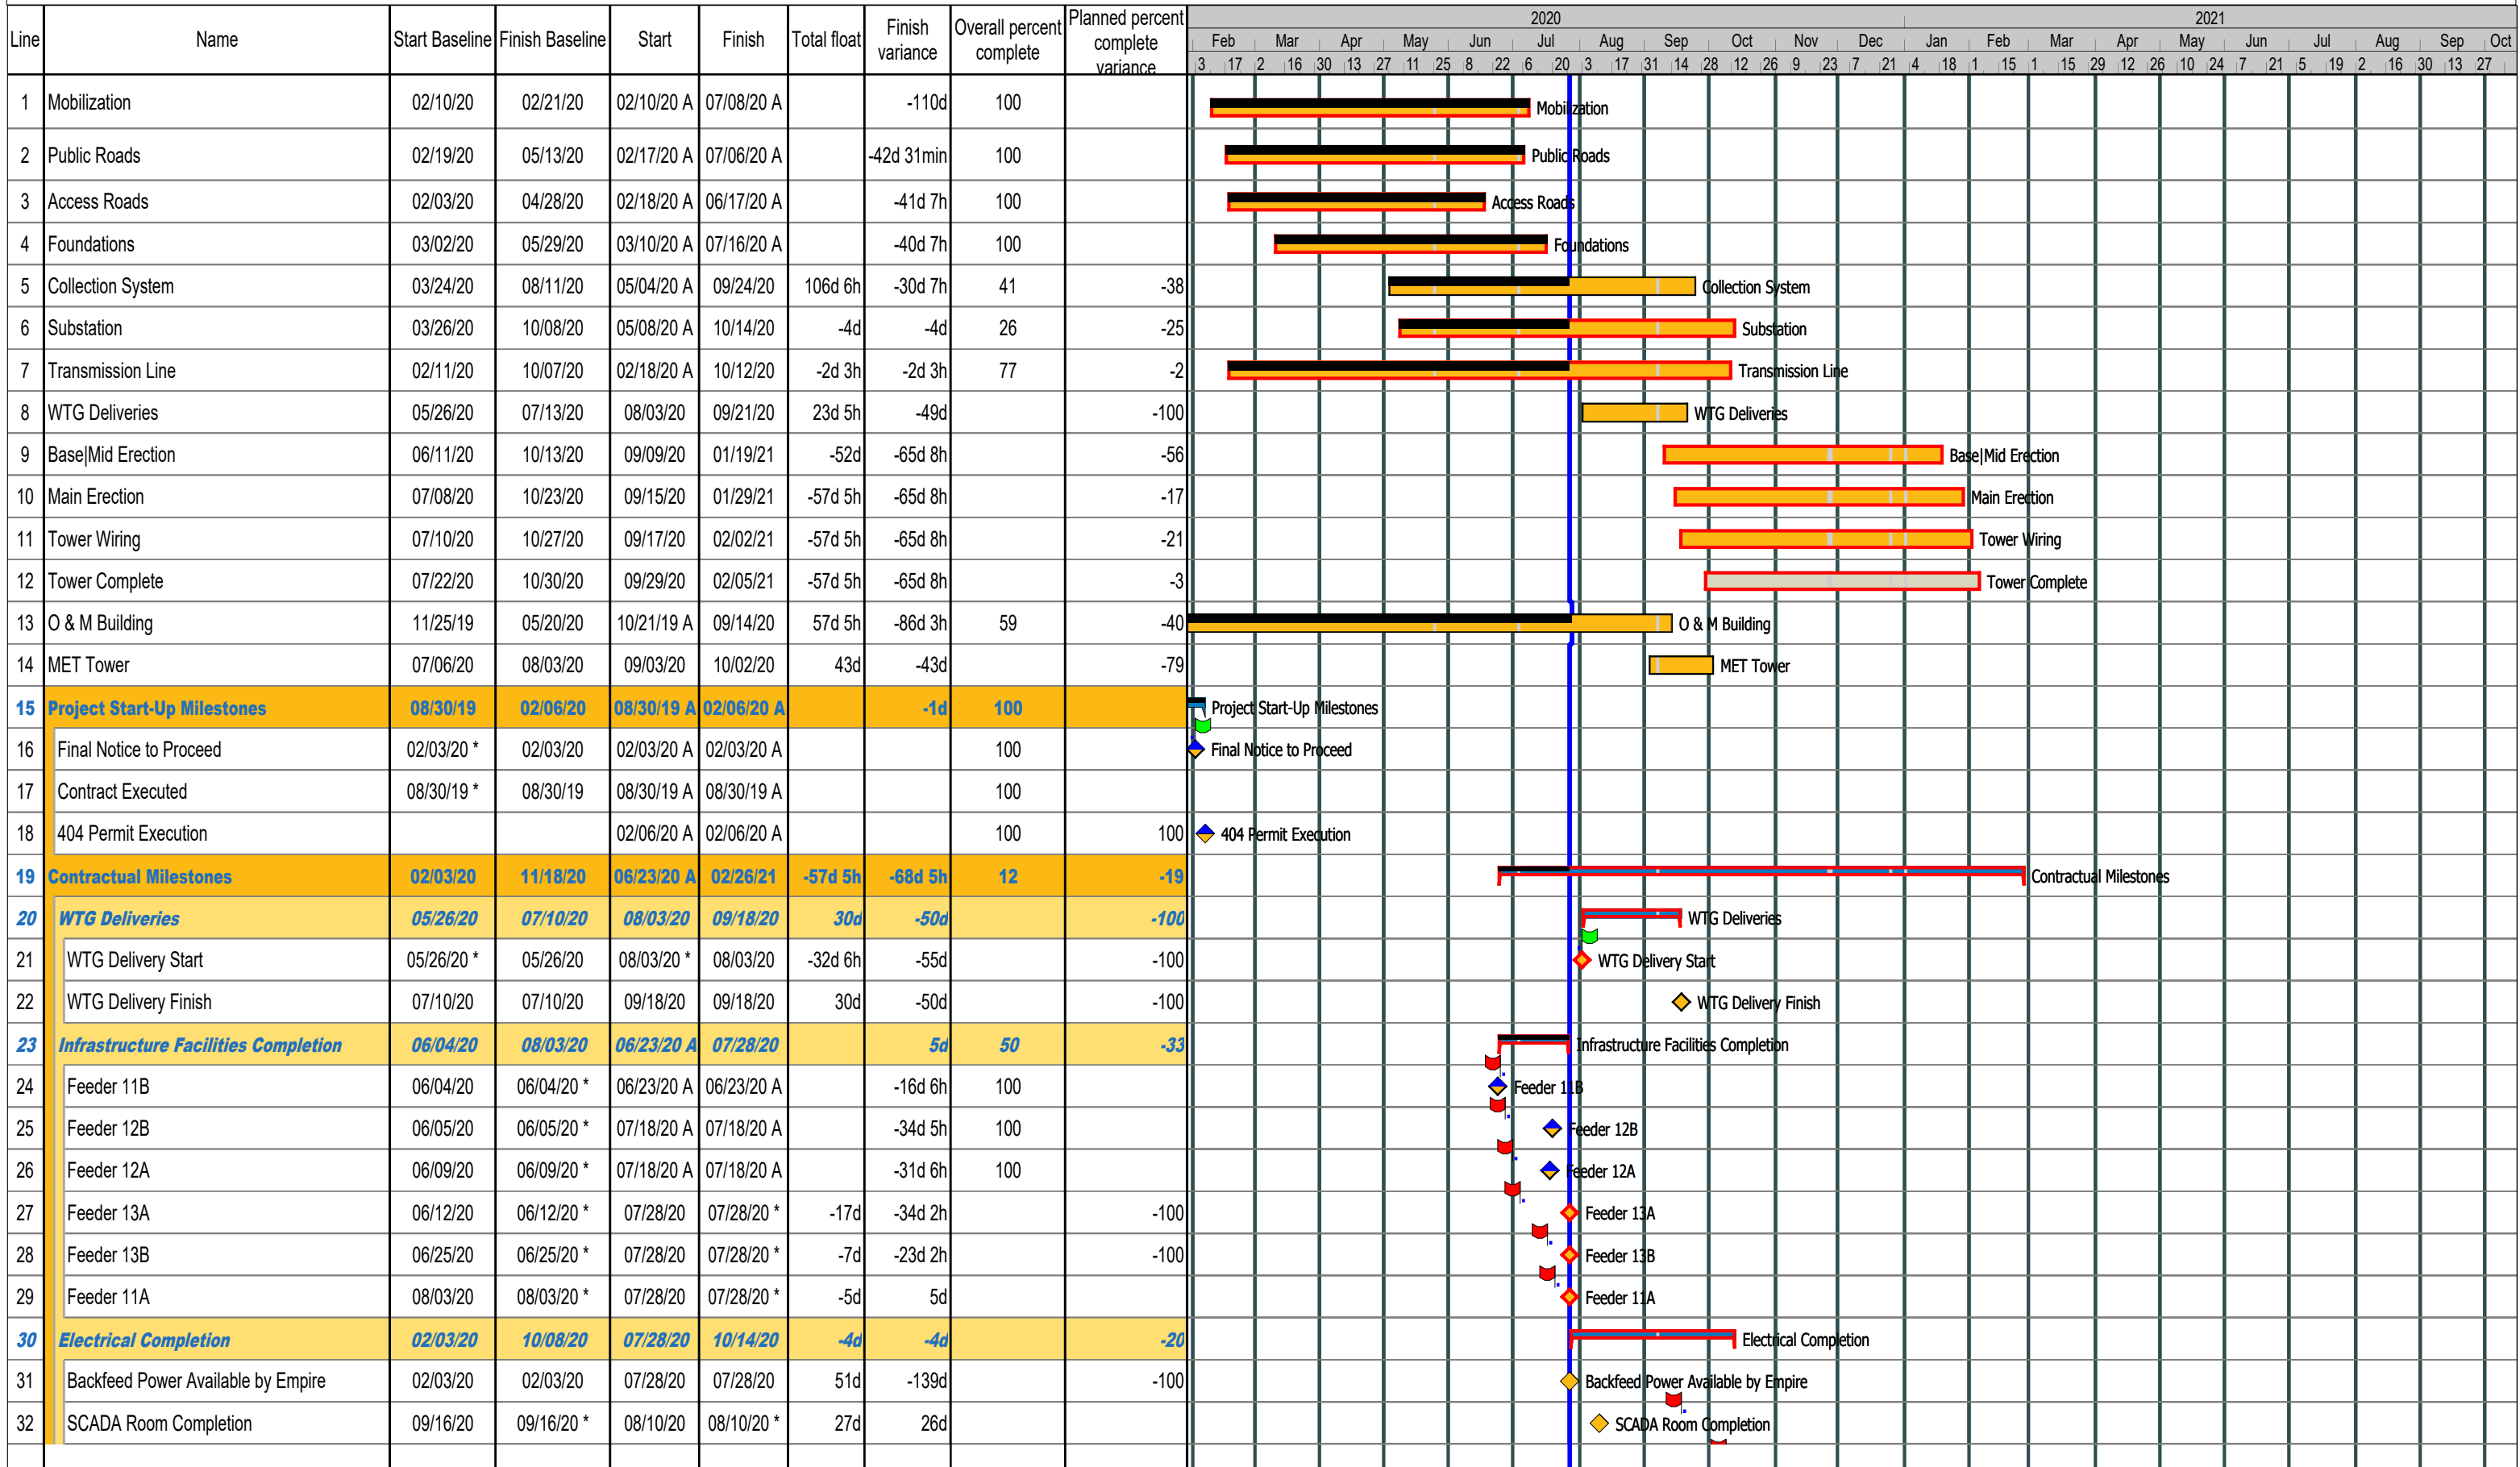 2020 2021
Line Name Start Baseline Finish Baseline Start Finish Total float Finish variance Overall percent complete Planned percent complete variance
Feb Mar Apr May Jun Jul Aug Sep Oct Nov Dec Jan Feb Mar Apr May Jun Jul Aug Sep Oct
3 17 2 16 30 13 27 11 25 8 22 6 20 3 17 31 14 28 12 26 9 23 7 21 4 18 1 15 1 15 29 12 26 10 24 7 21 5 19 2 16 30 13 27
1 Mobilization 02/10/20 02/21/20 02/10/20 A 07/08/20 A -110d 100 Mobilization
2 Public Roads 02/19/20 05/13/20 02/17/20 A 07/06/20 A -42d 31min 100 Public Roads
3 Access Roads 02/03/20 04/28/20 02/18/20 A 06/17/20 A -41d 7h 100 Access Roads
4 Foundations 03/02/20 05/29/20 03/10/20 A 07/16/20 A -40d 7h 100 Foundations
5 Collection System 03/24/20 08/11/20 05/04/20 A 09/24/20 106d 6h -30d 7h 41 -38 Collection System
6 Substation 03/26/20 10/08/20 05/08/20 A 10/14/20 -4d -4d 26 -25 Substation
7 Transmission Line 02/11/20 10/07/20 02/18/20 A 10/12/20 -2d 3h -2d 3h 77 -2 Transmission Line
8 WTG Deliveries 05/26/20 07/13/20 08/03/20 09/21/20 23d 5h -49d -100 WTG Deliveries
9 Base|Mid Erection 06/11/20 10/13/20 09/09/20 01/19/21 -52d -65d 8h -56 Base|Mid Erection
10 Main Erection 07/08/20 10/23/20 09/15/20 01/29/21 -57d 5h -65d 8h -17 Main Erection
11 Tower Wiring 07/10/20 10/27/20 09/17/20 02/02/21 -57d 5h -65d 8h -21 Tower Wiring
12 Tower Complete 07/22/20 10/30/20 09/29/20 02/05/21 -57d 5h -65d 8h -3 Tower Complete
13 O & M Building 11/25/19 05/20/20 10/21/19 A 09/14/20 57d 5h -86d 3h 59 -40 O & M Building
14 MET Tower 07/06/20 08/03/20 09/03/20 10/02/20 43d -43d -79 MET Tower
15 Project Start-Up Milestones 08/30/19 02/06/20 08/30/19 A 02/06/20 A -1d 100 Project Start-Up Milestones
16 Final Notice to Proceed 02/03/20 * 02/03/20 02/03/20 A 02/03/20 A 100 Final Notice to Proceed
17 Contract Executed 08/30/19 * 08/30/19 08/30/19 A 08/30/19 A 100
18 404 Permit Execution 02/06/20 A 02/06/20 A 100 100 404 Permit Execution
19 Contractual Milestones 02/03/20 11/18/20 06/23/20 A 02/26/21 -57d 5h -68d 5h 12 -19 Contractual Milestones
20 WTG Deliveries 05/26/20 07/10/20 08/03/20 09/18/20 30d -50d -100 WTG Deliveries
21 WTG Delivery Start 05/26/20 * 05/26/20 08/03/20 * 08/03/20 -32d 6h -55d -100 WTG Delivery Start
22 WTG Delivery Finish 07/10/20 07/10/20 09/18/20 09/18/20 30d -50d -100 WTG Delivery Finish
23 Infrastructure Facilities Completion 06/04/20 08/03/20 06/23/20 A 07/28/20 5d 50 -33 Infrastructure Facilities Completion
24 Feeder 11B 06/04/20 06/04/20 * 06/23/20 A 06/23/20 A -16d 6h 100 Feeder 11B
25 Feeder 12B 06/05/20 06/05/20 * 07/18/20 A 07/18/20 A -34d 5h 100 Feeder 12B
26 Feeder 12A 06/09/20 06/09/20 * 07/18/20 A 07/18/20 A -31d 6h 100 Feeder 12A
27 Feeder 13A 06/12/20 06/12/20 * 07/28/20 07/28/20 * -17d -34d 2h -100 Feeder 13A
28 Feeder 13B 06/25/20 06/25/20 * 07/28/20 07/28/20 * -7d -23d 2h -100 Feeder 13B
29 Feeder 11A 08/03/20 08/03/20 * 07/28/20 07/28/20 * -5d 5d Feeder 11A
30 Electrical Completion 02/03/20 10/08/20 07/28/20 10/14/20 -4d -4d -20 Electrical Completion
31 Backfeed Power Available by Empire 02/03/20 02/03/20 07/28/20 07/28/20 51d -139d -100 Backfeed Power Available by Empire
32 SCADA Room Completion 09/16/20 09/16/20 * 08/10/20 08/10/20 * 27d 26d SCADA Room Completion